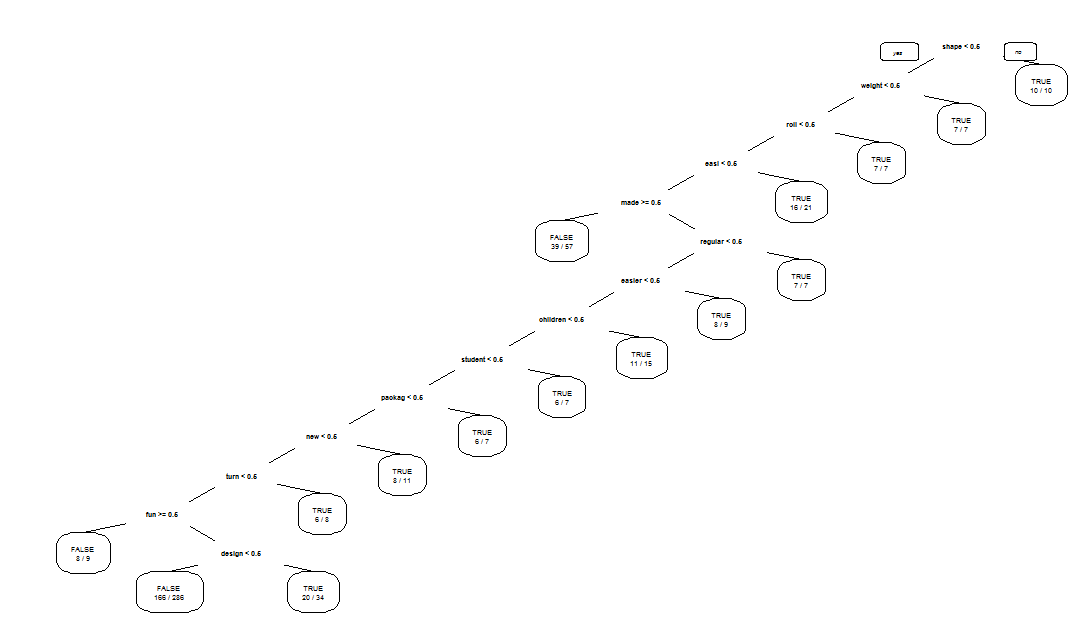 yes
shape < 0.5
no
TRUE
10 / 10
weight < 0.5
TRUE
7 / 7
roll < 0.5
TRUE
7 / 7
easi < 0.5
TRUE
16 / 21
made >= 0.5
FALSE
39 / 57
regular < 0.5
TRUE
7 / 7
easier < 0.5
TRUE
8 / 9
children < 0.5
TRUE
11 / 15
student < 0.5
TRUE
6 / 7
packag < 0.5
TRUE
6 / 7
new < 0.5
TRUE
8 / 11
turn < 0.5
TRUE
6 / 8
fun >= 0.5
FALSE
8 / 9
design < 0.5
FALSE
166 / 286
TRUE
20 / 34